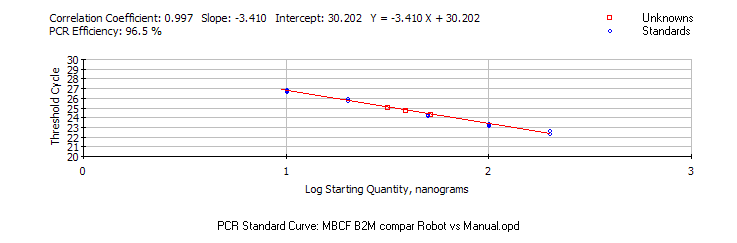 Correlation Coefficient: 0.997 Slope: -3.410 Intercept: 30.202 Y = -3.410 X + 30.202
PCR Efficiency: 96.5 %
Unknowns
Standards
Threshold Cycle
30
29
28
27
26
25
24
23
22
21
20
0 1 2 3
Log Starting Quantity, nanograms
PCR Standard Curve: MBCF B2M compar Robot vs Manual.opd